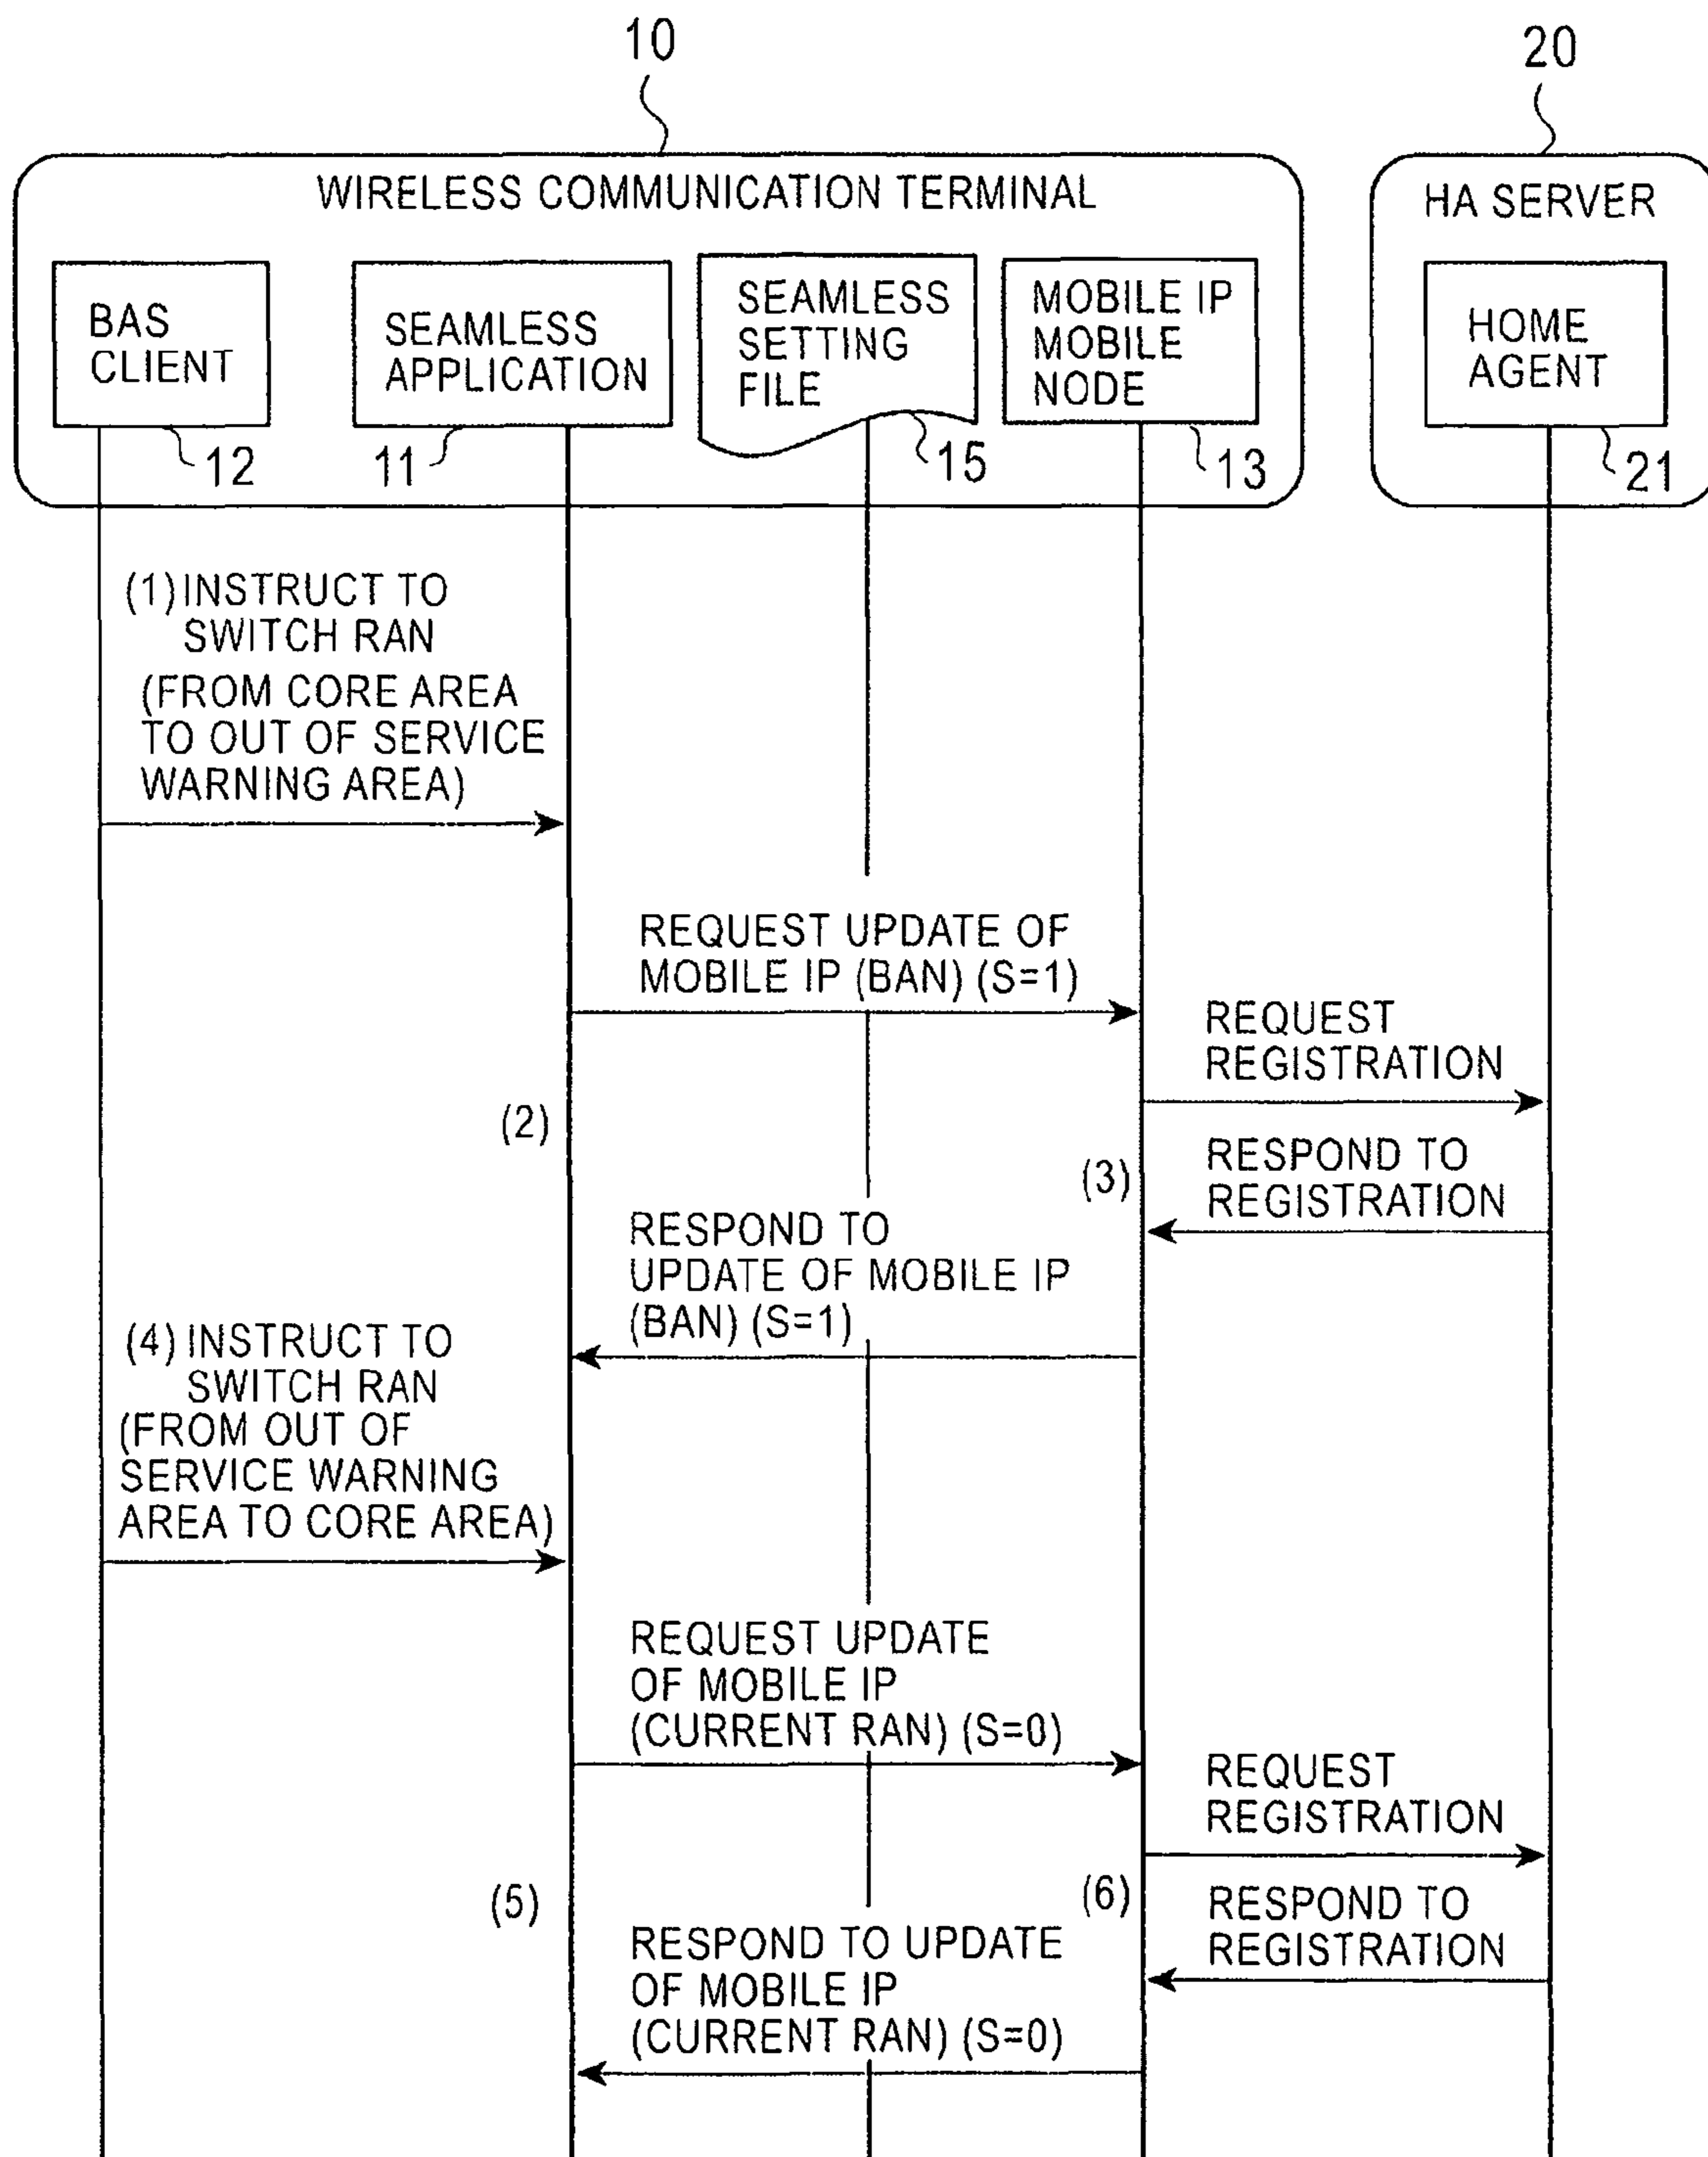 10
20
WIRELESS COMMUNICATION TERMINAL
HA SERVER
BAS
CLIENT
12
SEAMLESS
APPLICATION
11
SEAMLESS
SETTING
FILE
15
MOBILE IP
MOBILE
NODE
13
HOME
AGENT
21
(1) INSTRUCT TO
SWITCH RAN
(FROM CORE AREA
TO OUT OF SERVICE
WARNING AREA)
REQUEST UPDATE OF
MOBILE IP (BAN) (S=1)
REQUEST
REGISTRATION
(2)
(3)
RESPOND TO
REGISTRATION
RESPOND TO
UPDATE OF MOBILE IP
(BAN) (S=1)
(4) INSTRUCT TO
SWITCH RAN
(FROM OUT OF
SERVICE WARNING
AREA TO CORE AREA)
REQUEST UPDATE
OF MOBILE IP
(CURRENT RAN) (S=0)
REQUEST
REGISTRATION
(5)
(6)
RESPOND TO
REGISTRATION
RESPOND TO UPDATE
OF MOBILE IP
(CURRENT RAN) (S=0)